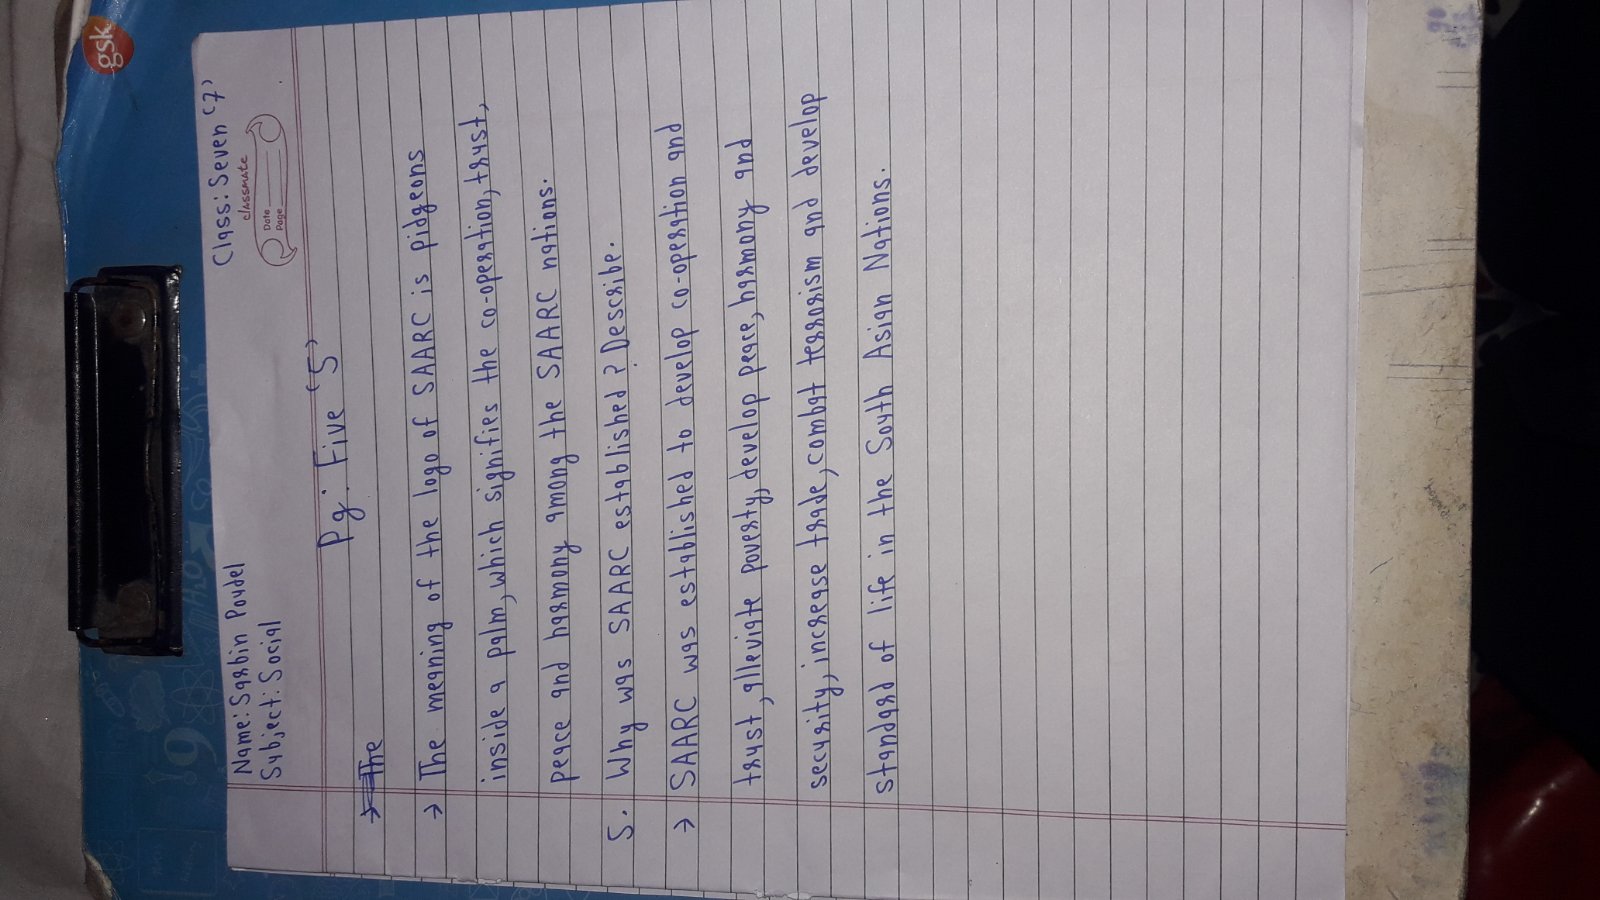 gsk
Name: Sarbin Poudel
Class: Seven '7'
Subject: Social
classmate
Date
Page
Pg: Five '5'
→ The
→ The meaning of the logo of SAARC is pidgeons
inside a palm, which signifies the co-operation, trust,
peace and harmony among the SAARC nations.
5. Why was SAARC established? Describe.
→ SAARC was established to develop co-operation and
trust, alleviate poverty, develop peace, harmony and
security, increase trade, combat terrorism and develop
standard of life in the South Asian Nations.